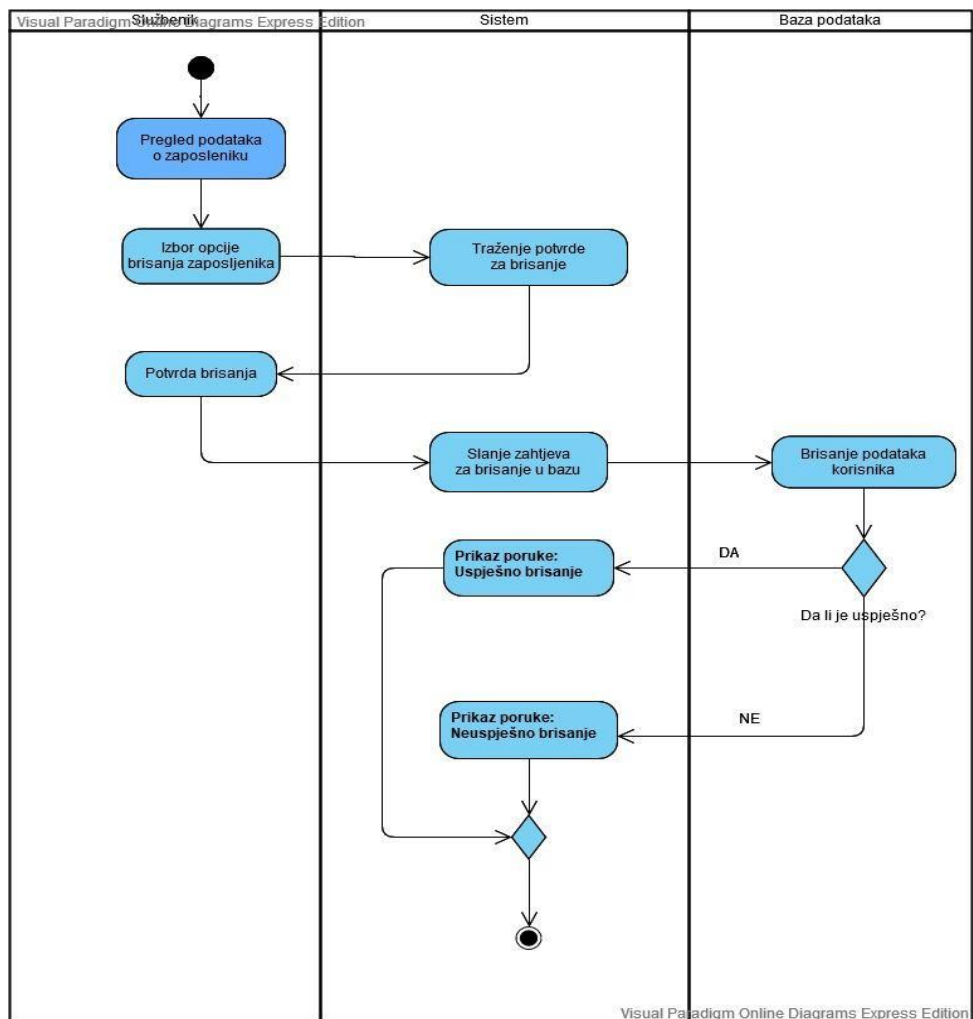 Visual Paradigm Online Diagrams Express Edition
Službenik
Sistem
Baza podataka
Pregled podataka
o zaposleniku
Izbor opcije
brisanja zaposljenika
Traženje potvrde
za brisanje
Potvrda brisanja
Slanje zahtjeva
za brisanje u bazu
Brisanje podataka
korisnika
Prikaz poruke:
Uspješno brisanje
DA
Da li je uspješno?
Prikaz poruke:
Neuspješno brisanje
NE
Visual Paradigm Online Diagrams Express Edition